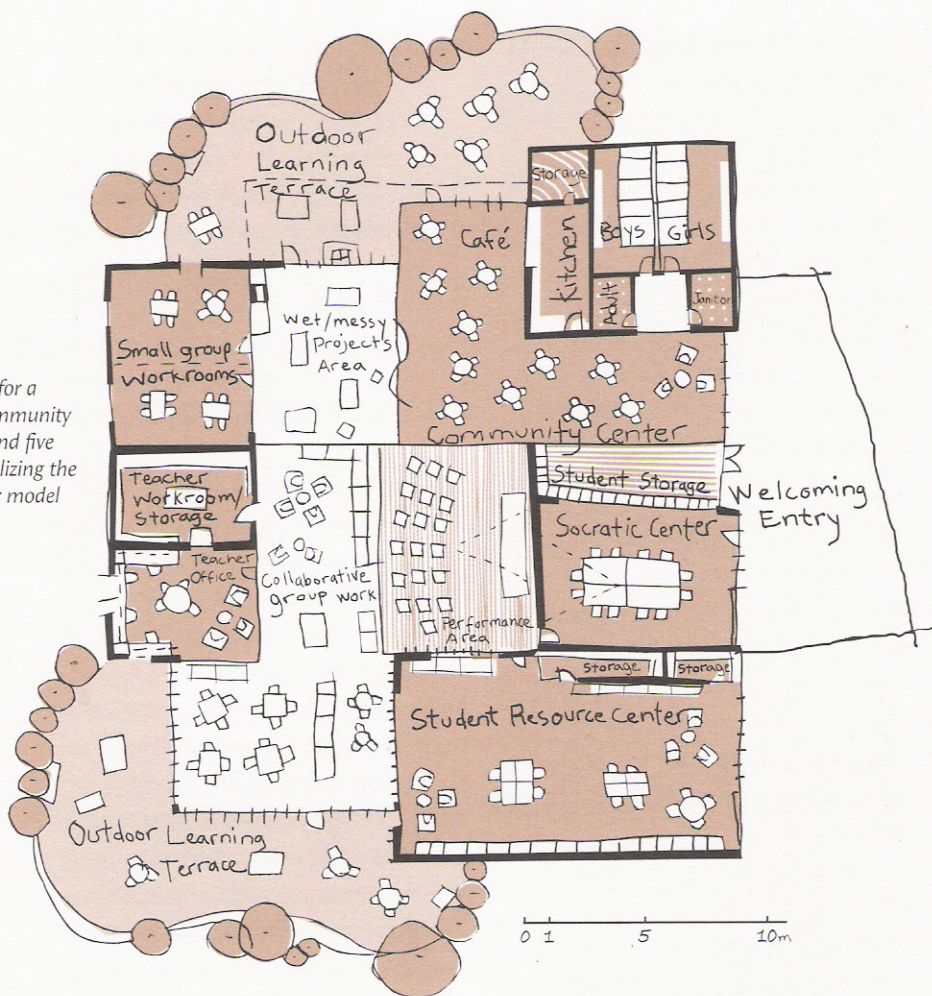 Outdoor
Learning
Terrace
Storage
Boys
Girls
Café
Kitchen
Adult
Janitor
Wet/messy
Project's
Area
Small group
Workrooms
for a
mmunity
nd five
lizing the
model
Community Center
Student Storage
Welcoming
Entry
Teacher
Workroom/
Storage
Socratic Center
Teacher
Office
Collaborative
group work
Performance
Area
Storage
Storage
Student Resource Center
Outdoor Learning
Terrace
0 1 5 10m